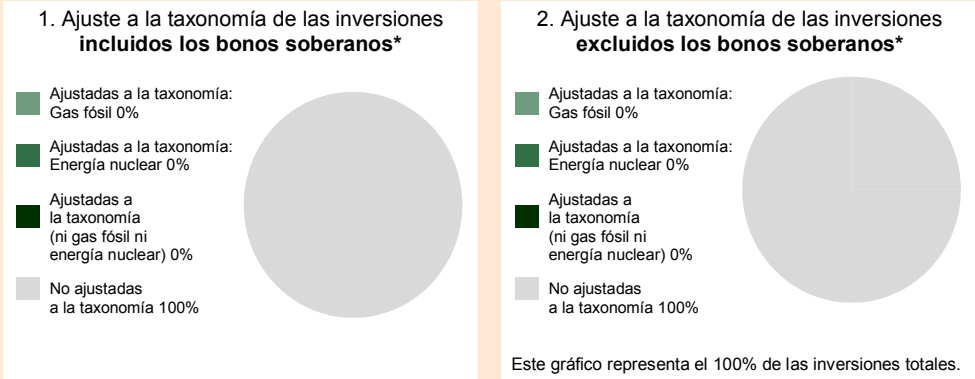 1. Ajuste a la taxonomía de las inversiones
incluidos los bonos soberanos*
Ajustadas a la taxonomía:
Gas fósil 0%
Ajustadas a la taxonomía:
Energía nuclear 0%
Ajustadas a
la taxonomía
(ni gas fósil ni
energía nuclear) 0%
No ajustadas
a la taxonomía 100%
2. Ajuste a la taxonomía de las inversiones
excluidos los bonos soberanos*
Ajustadas a la taxonomía:
Gas fósil 0%
Ajustadas a la taxonomía:
Energía nuclear 0%
Ajustadas a
la taxonomía
(ni gas fósil ni
energía nuclear) 0%
No ajustadas
a la taxonomía 100%
Este gráfico representa el 100% de las inversiones totales.